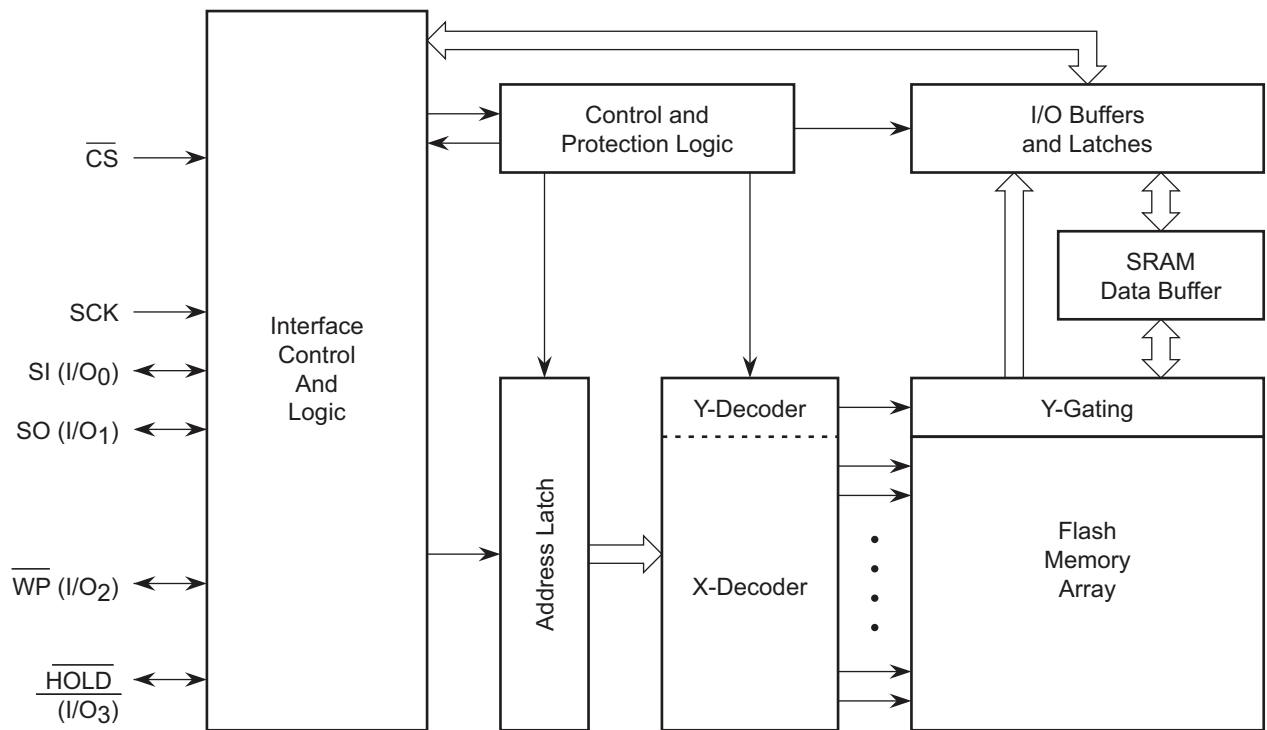 Control and
Protection Logic
I/O Buffers
and Latches
CS
SRAM
Data Buffer
SCK
Interface
Control
And
Logic
SI (I/O0)
SO (I/O1)
Y-Decoder
Y-Gating
Address Latch
X-Decoder
Flash
Memory
Array
WP (I/O2)
HOLD
(I/O3)